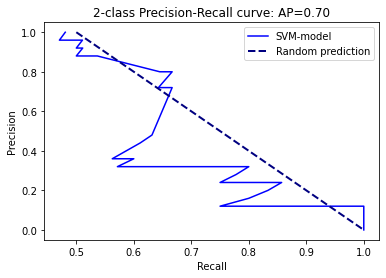 2-class Precision-Recall curve: AP=0.70
SVM-model
Random prediction
Precision
1.0
0.8
0.6
0.4
0.2
0.0
0.5
0.6
0.7
0.8
0.9
1.0
Recall